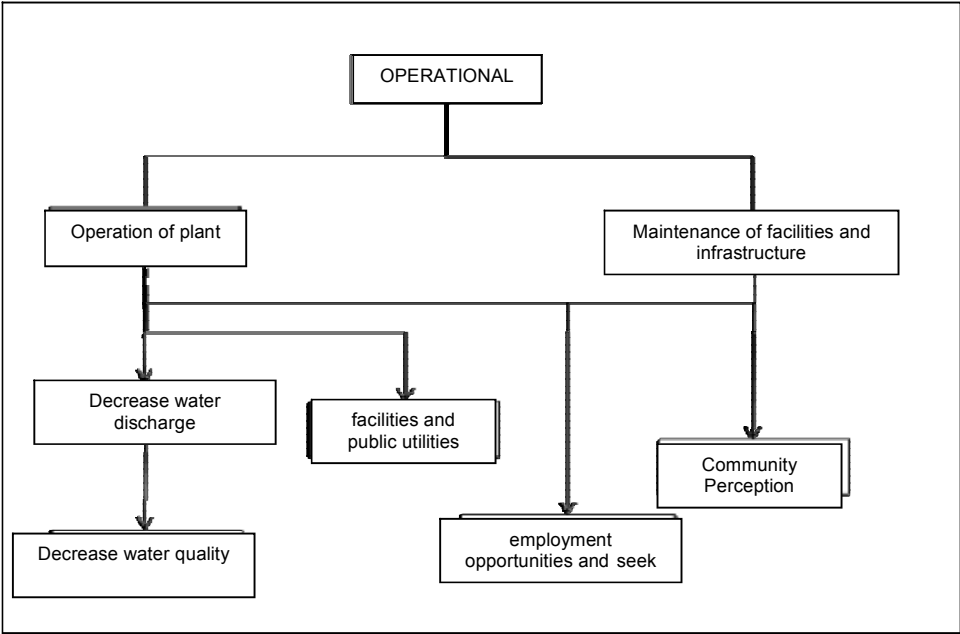 OPERATIONAL
Operation of plant
Maintenance of facilities and
infrastructure
Decrease water
discharge
facilities and
public utilities
Community
Perception
Decrease water quality
employment
opportunities and seek